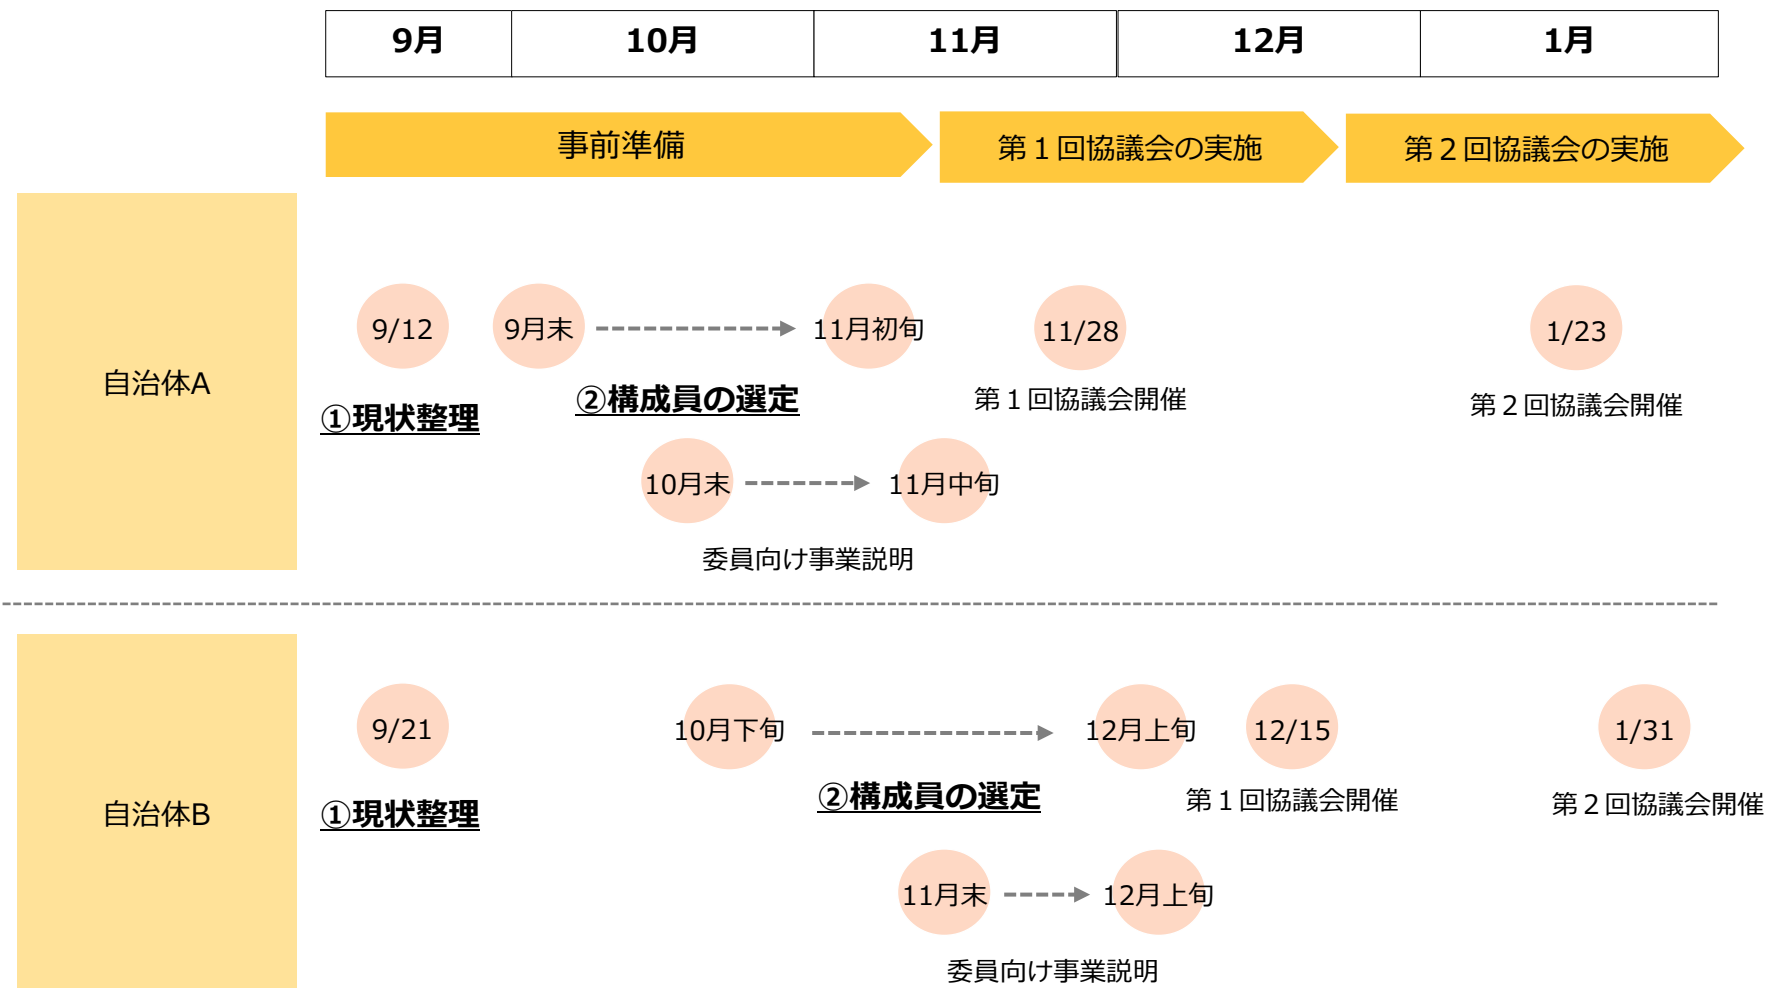 9月
10月
11月
12月
1月
事前準備
第１回協議会の実施
第２回協議会の実施
自治体A
9/12
9月末
11月初旬
11/28
1/23
①現状整理
②構成員の選定
第１回協議会開催
第２回協議会開催
10月末
11月中旬
委員向け事業説明
自治体B
9/21
10月下旬
12月上旬
12/15
1/31
①現状整理
②構成員の選定
第１回協議会開催
第２回協議会開催
11月末
12月上旬
委員向け事業説明